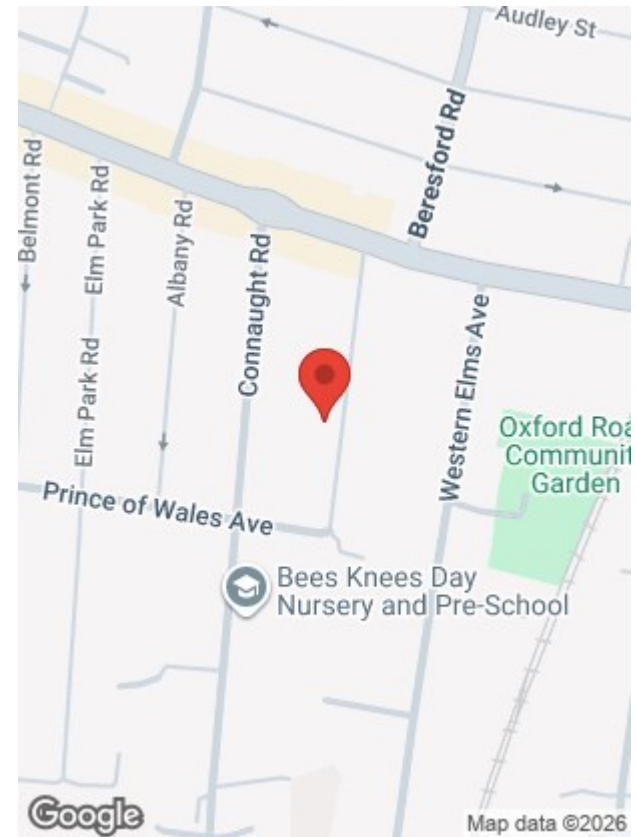 Audley St
Beresford Rd
Belmont Rd
Elm Park Rd
Albany Rd
Connaught Rd
Elm Park Rd
Western Elms Ave
Oxford Roa
Communit
Garden
Prince of Wales Ave
Bees Knees Day
Nursery and Pre-School
Google
Map data ©2026